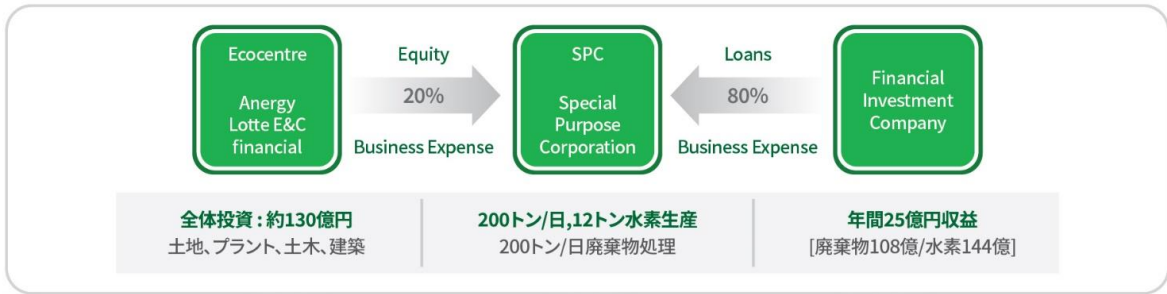 Ecocentre
Anergy
Lotte E&C
financial
Equity
20%
Business Expense
SPC
Special
Purpose
Corporation
Loans
80%
Business Expense
Financial
Investment
Company
全体投資 : 約130億円
土地、プラント、土木、建築
200トン/日,12トン水素生産
200トン/日廃棄物処理
年間25億円収益
[廃棄物108億/水素144億]